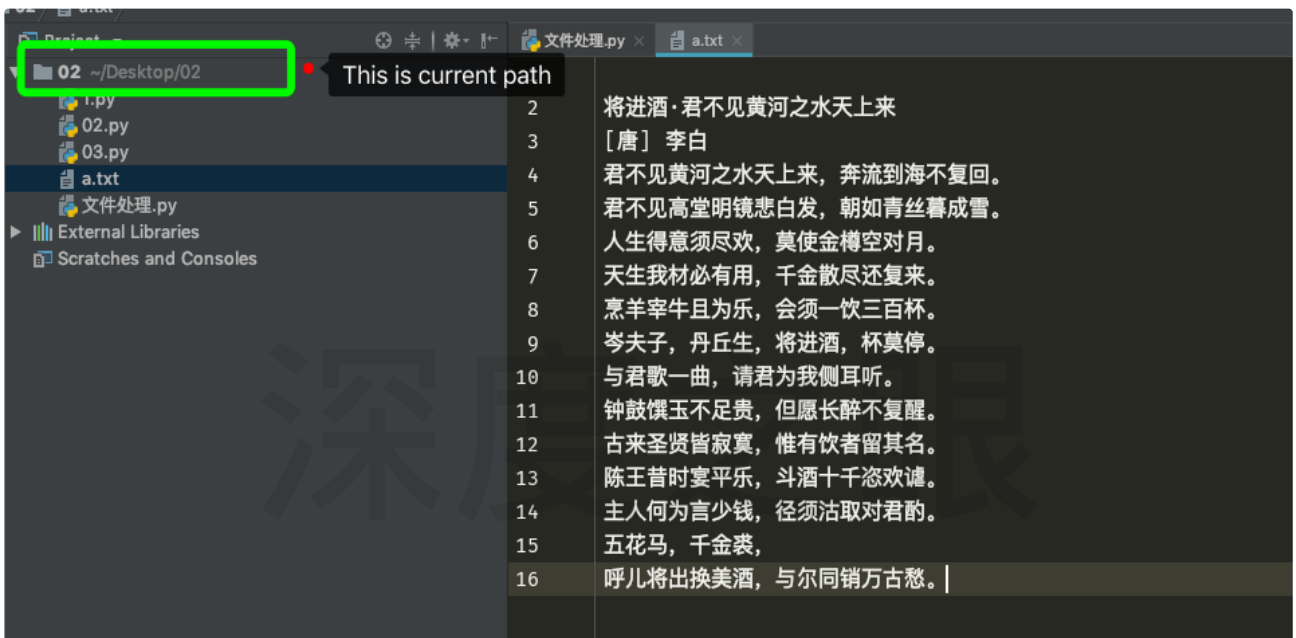 02 a.txt
Project
文件处理.py
a.txt
02 ~/Desktop/02
This is current path
1.py
02.py
03.py
a.txt
文件处理.py
External Libraries
Scratches and Consoles
2 将进酒·君不见黄河之水天上来
3 [唐] 李白
4 君不见黄河之水天上来，奔流到海不复回。
5 君不见高堂明镜悲白发，朝如青丝暮成雪。
6 人生得意须尽欢，莫使金樽空对月。
7 天生我材必有用，千金散尽还复来。
8 烹羊宰牛且为乐，会须一饮三百杯。
9 岑夫子，丹丘生，将进酒，杯莫停。
10 与君歌一曲，请君为我侧耳听。
11 钟鼓馔玉不足贵，但愿长醉不复醒。
12 古来圣贤皆寂寞，惟有饮者留其名。
13 陈王昔时宴平乐，斗酒十千恣欢谑。
14 主人何为言少钱，径须沽取对君酌。
15 五花马，千金裘，
16 呼儿将出换美酒，与尔同销万古愁。